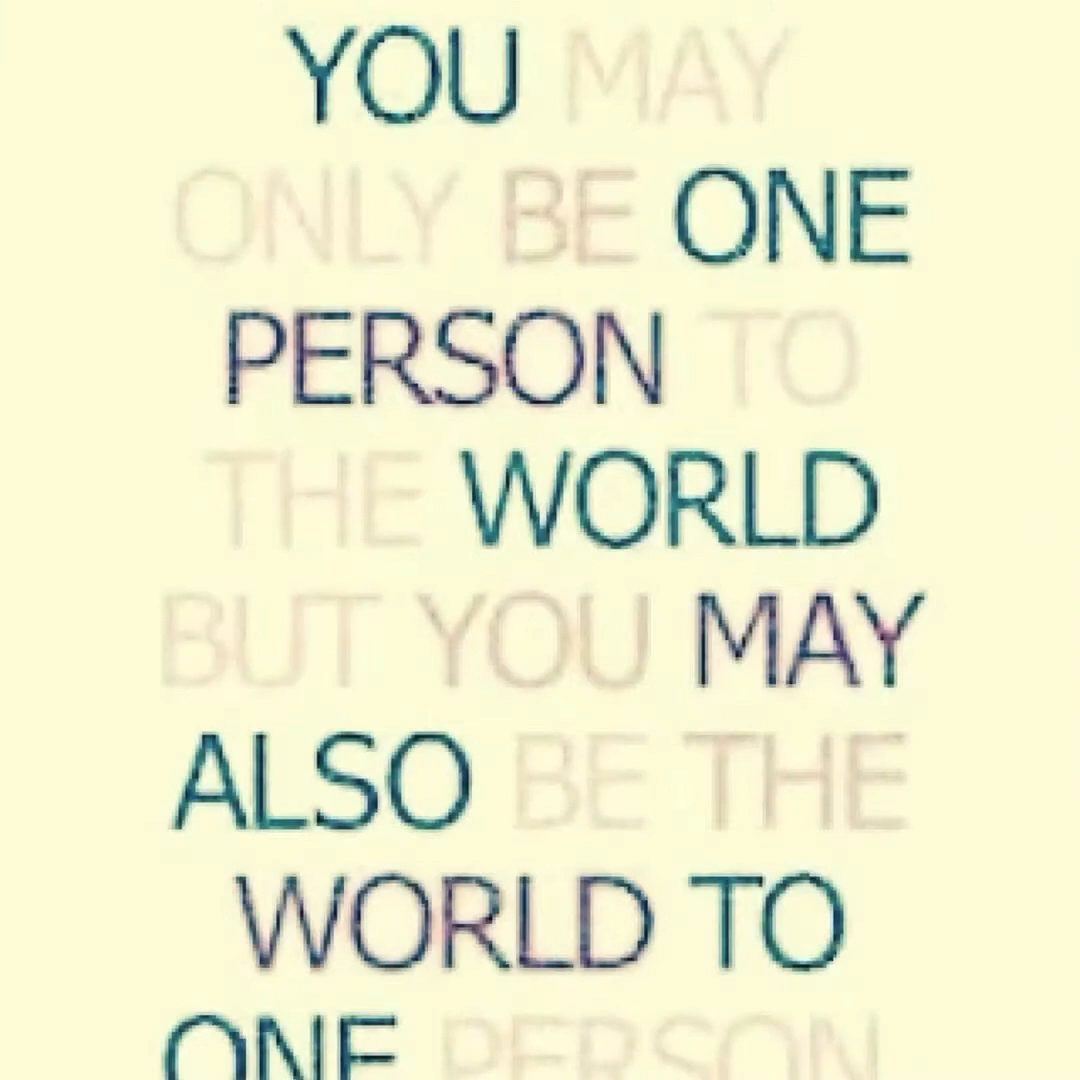 YOU MAY
ONLY BE ONE
PERSON TO
THE WORLD
BUT YOU MAY
ALSO BE THE
WORLD TO
ONE PERSON